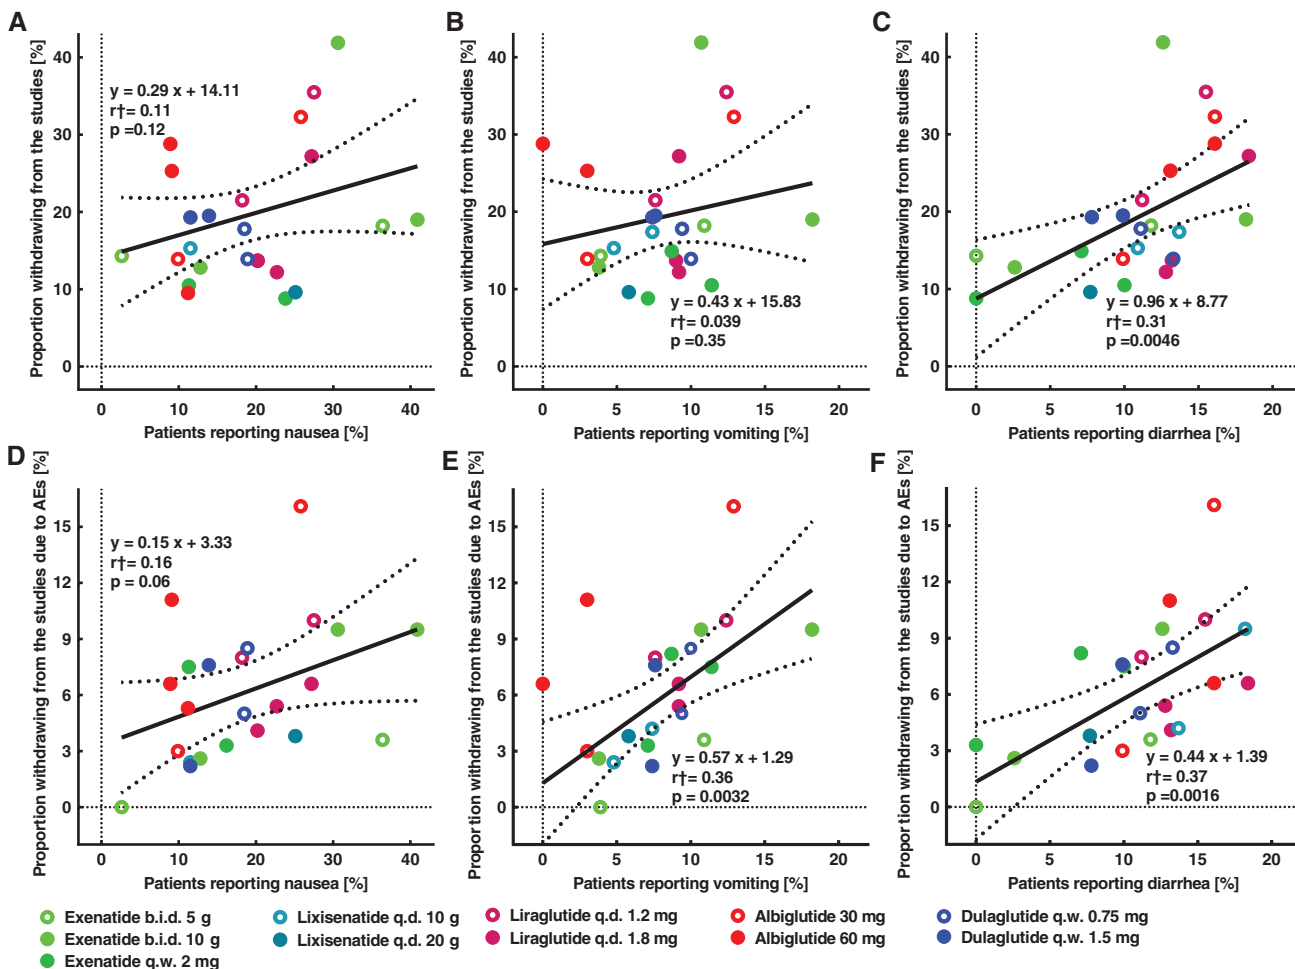 A
Proportion withdrawing from the studies [%]
40
30
20
10
0
y = 0.29 x + 14.11
r†= 0.11
p =0.12
0 10 20 30 40
Patients reporting nausea [%]
B
Proportion withdrawing from the studies [%]
40
30
20
10
0
y = 0.43 x + 15.83
r†= 0.039
p =0.35
0 5 10 15 20
Patients reporting vomiting [%]
C
Proportion withdrawing from the studies [%]
40
30
20
10
0
y = 0.96 x + 8.77
r†= 0.31
p =0.0046
0 5 10 15 20
Patients reporting diarrhea [%]
D
Proportion withdrawing from the studies due to AEs [%]
15
12
9
6
3
0
y = 0.15 x + 3.33
r†= 0.16
p = 0.06
0 10 20 30 40
Patients reporting nausea [%]
E
Proportion withdrawing from the studies due to AEs [%]
15
12
9
6
3
0
y = 0.57 x + 1.29
r†= 0.36
p = 0.0032
0 5 10 15 20
Patients reporting vomiting [%]
F
Proportion withdrawing from the studies due to AEs [%]
15
12
9
6
3
0
y = 0.44 x + 1.39
r†= 0.37
p =0.0016
0 5 10 15 20
Patients reporting diarrhea [%]
Exenatide b.i.d. 5 g
Exenatide b.i.d. 10 g
Exenatide q.w. 2 mg
Lixisenatide q.d. 10 g
Lixisenatide q.d. 20 g
Liraglutide q.d. 1.2 mg
Liraglutide q.d. 1.8 mg
Albiglutide 30 mg
Albiglutide 60 mg
Dulaglutide q.w. 0.75 mg
Dulaglutide q.w. 1.5 mg